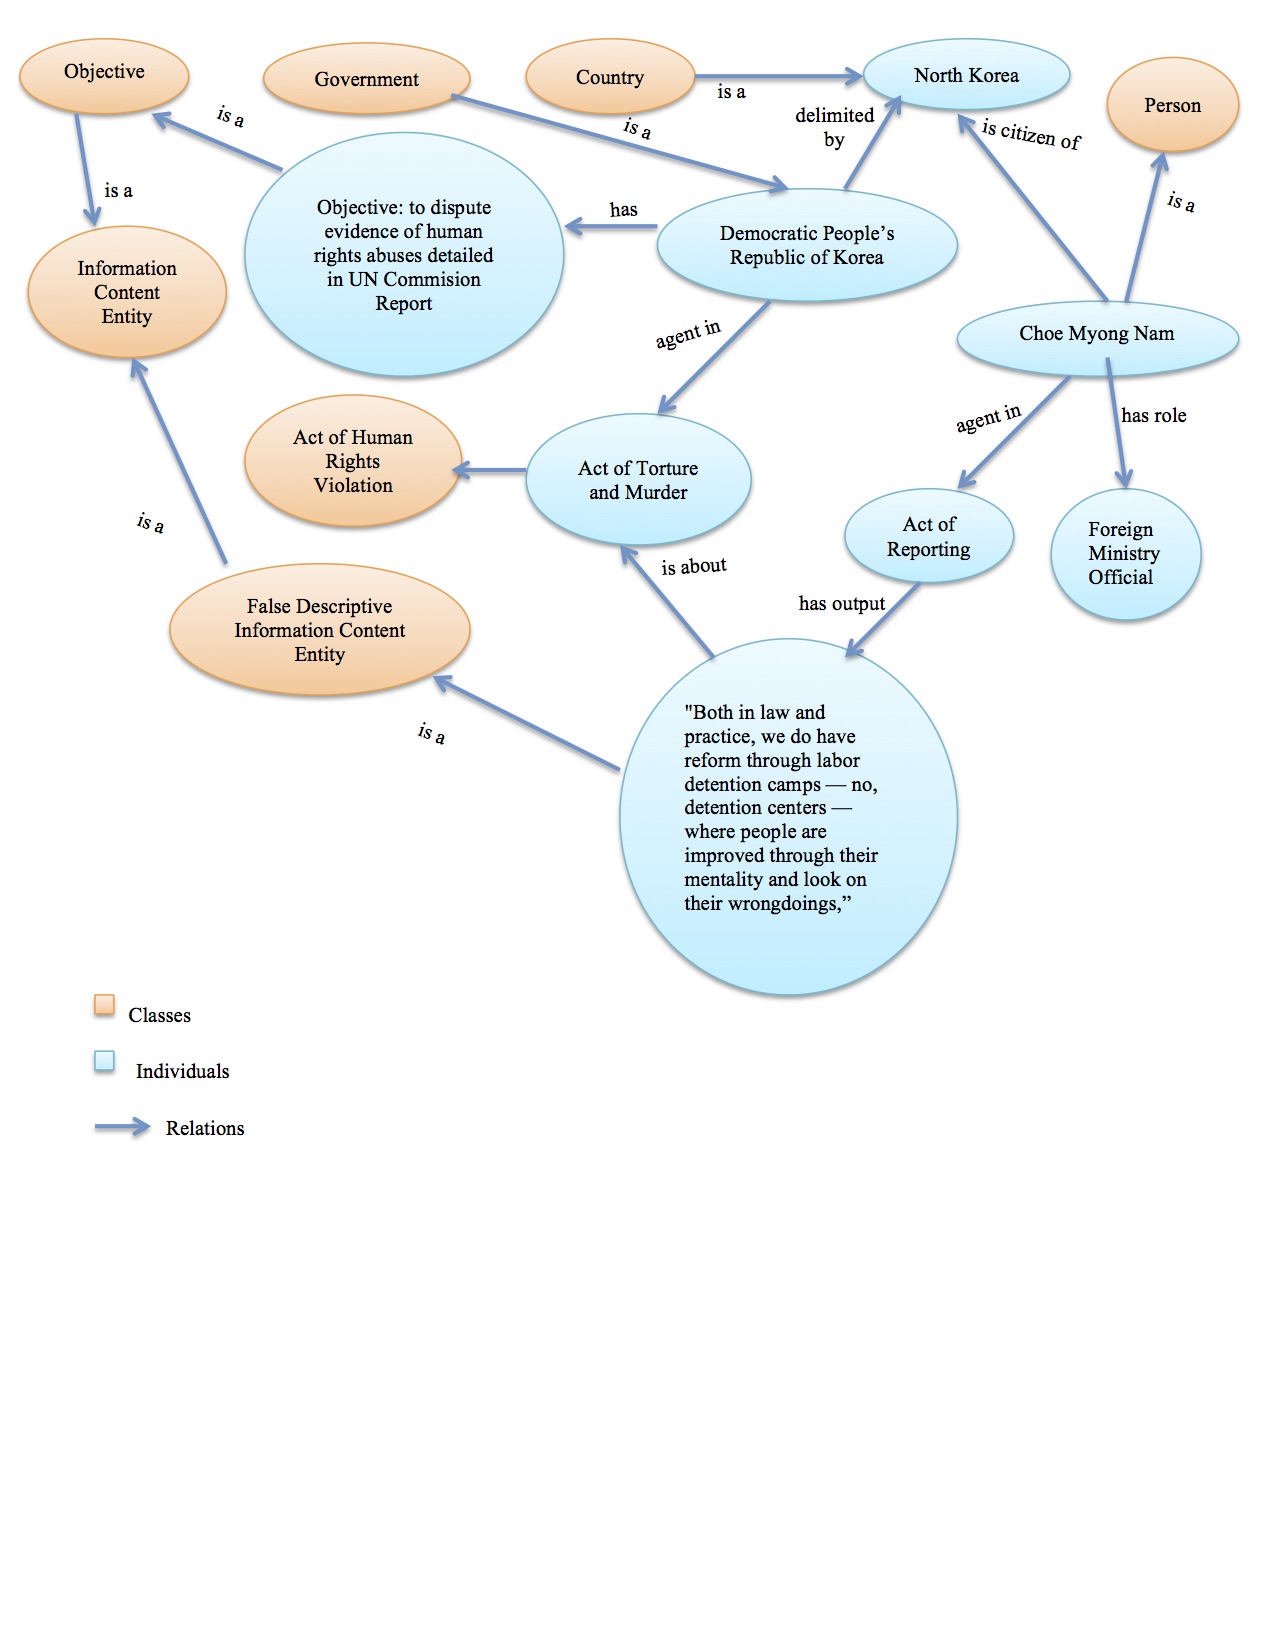 Objective
Government
Country
North Korea
Person
is a
is a
is a
delimited
by
is citizen of
is a
is a
Objective: to dispute
evidence of human
rights abuses detailed
in UN Commision
Report
has
Democratic People’s
Republic of Korea
Information
Content
Entity
agent in
Choe Myong Nam
agent in
has role
Act of Human
Rights
Violation
Act of Torture
and Murder
Act of
Reporting
Foreign
Ministry
Official
is a
is about
has output
False Descriptive
Information Content
Entity
is a
"Both in law and
practice, we do have
reform through labor
detention camps — no,
detention centers —
where people are
improved through their
mentality and look on
their wrongdoings,”
Classes
Individuals
Relations